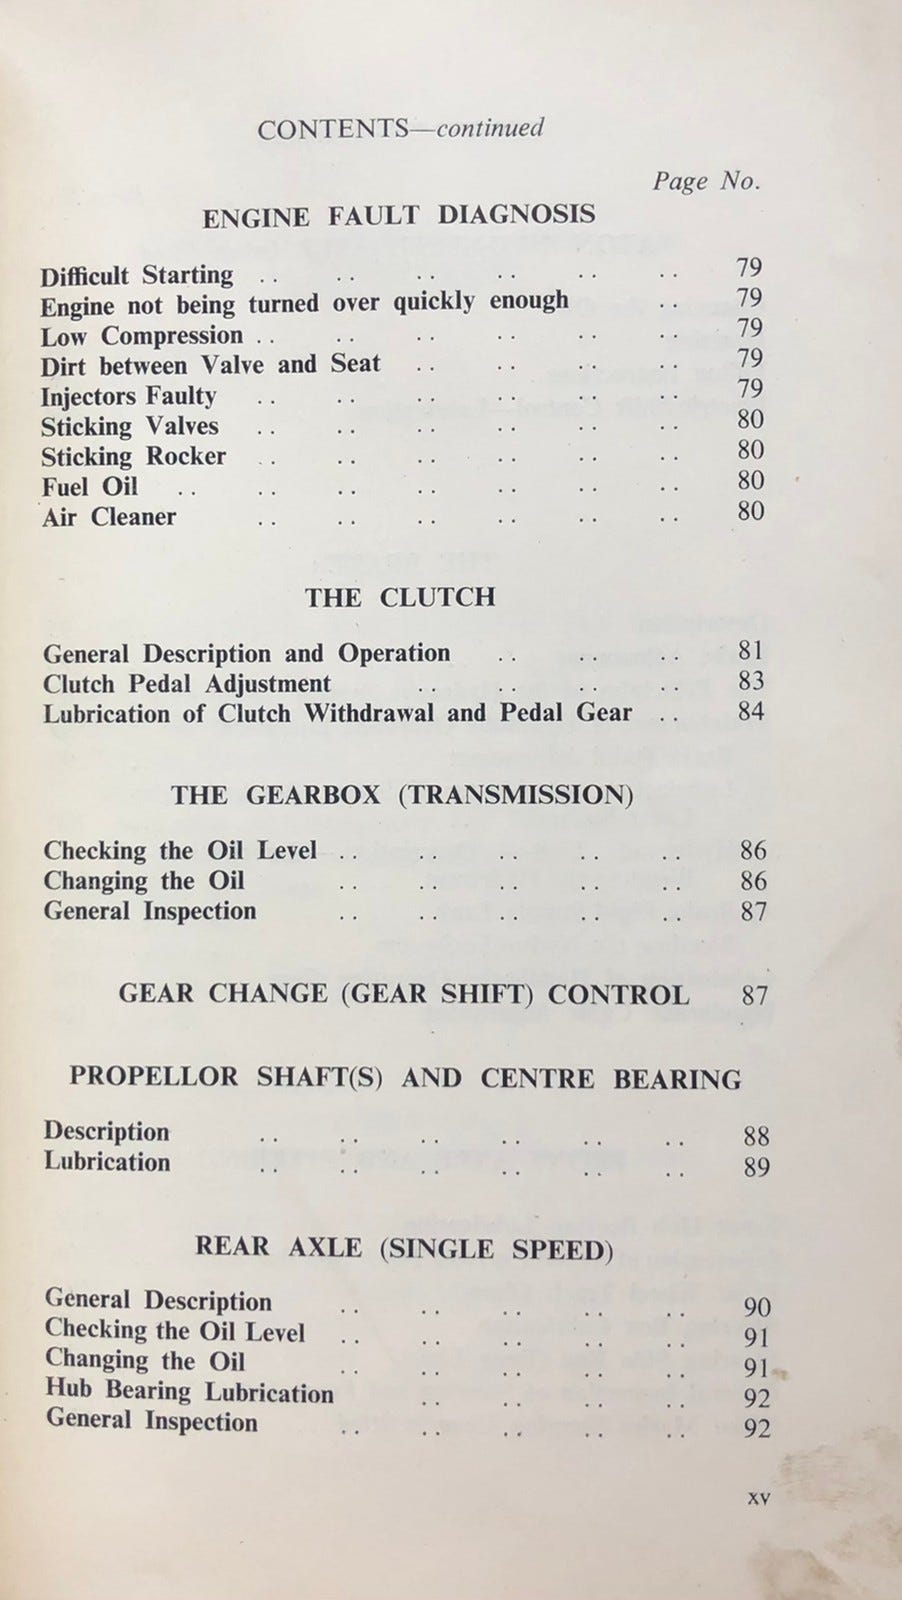 CONTENTS—continued
Page No.
ENGINE FAULT DIAGNOSIS
Difficult Starting .. .. .. .. .. .. 79
Engine not being turned over quickly enough .. 79
Low Compression .. .. .. .. .. .. 79
Dirt between Valve and Seat .. .. .. .. 79
Injectors Faulty .. .. .. .. .. .. 79
Sticking Valves .. .. .. .. .. .. 80
Sticking Rocker .. .. .. .. .. .. 80
Fuel Oil .. .. .. .. .. .. .. 80
Air Cleaner .. .. .. .. .. .. 80
THE CLUTCH
General Description and Operation .. .. .. 81
Clutch Pedal Adjustment .. .. .. .. 83
Lubrication of Clutch Withdrawal and Pedal Gear .. 84
THE GEARBOX (TRANSMISSION)
Checking the Oil Level .. .. .. .. .. 86
Changing the Oil .. .. .. .. .. 86
General Inspection .. .. .. .. .. 87
GEAR CHANGE (GEAR SHIFT) CONTROL 87
PROPELLOR SHAFT(S) AND CENTRE BEARING
Description .. .. .. .. .. .. 88
Lubrication .. .. .. .. .. .. 89
REAR AXLE (SINGLE SPEED)
General Description .. .. .. .. .. 90
Checking the Oil Level .. .. .. .. .. 91
Changing the Oil .. .. .. .. .. 91
Hub Bearing Lubrication .. .. .. .. 92
General Inspection .. .. .. .. .. 92
xv